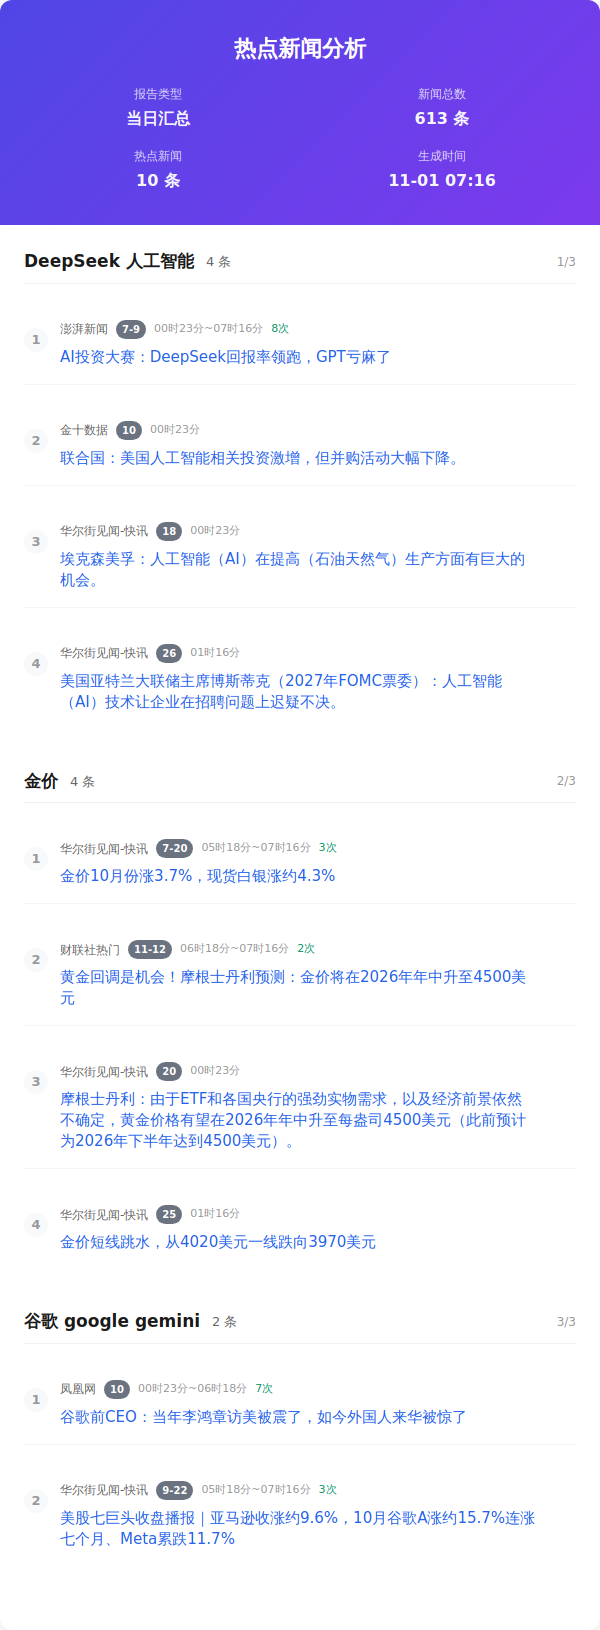 热点新闻分析
报告类型
新闻总数
当日汇总
613 条
热点新闻
生成时间
10 条
11-01 07:16
DeepSeek 人工智能 4 条 1/3
1
澎湃新闻 7-9 00时23分~07时16分 8次
AI投资大赛：DeepSeek回报率领跑，GPT亏麻了
2
金十数据 10 00时23分
联合国：美国人工智能相关投资激增，但并购活动大幅下降。
3
华尔街见闻-快讯 18 00时23分
埃克森美孚：人工智能（AI）在提高（石油天然气）生产方面有巨大的
机会。
4
华尔街见闻-快讯 26 01时16分
美国亚特兰大联储主席博斯蒂克（2027年FOMC票委）：人工智能
（AI）技术让企业在招聘问题上迟疑不决。
金价 4 条 2/3
1
华尔街见闻-快讯 7-20 05时18分~07时16分 3次
金价10月份涨3.7%，现货白银涨约4.3%
2
财联社热门 11-12 06时18分~07时16分 2次
黄金回调是机会！摩根士丹利预测：金价将在2026年年中升至4500美
元
3
华尔街见闻-快讯 20 00时23分
摩根士丹利：由于ETF和各国央行的强劲实物需求，以及经济前景依然
不确定，黄金价格有望在2026年年中升至每盎司4500美元（此前预计
为2026年下半年达到4500美元）。
4
华尔街见闻-快讯 25 01时16分
金价短线跳水，从4020美元一线跌向3970美元
谷歌 google gemini 2 条 3/3
1
凤凰网 10 00时23分~06时18分 7次
谷歌前CEO：当年李鸿章访美被震了，如今外国人来华被惊了
2
华尔街见闻-快讯 9-22 05时18分~07时16分 3次
美股七巨头收盘播报｜亚马逊收涨约9.6%，10月谷歌A涨约15.7%连涨
七个月、Meta累跌11.7%